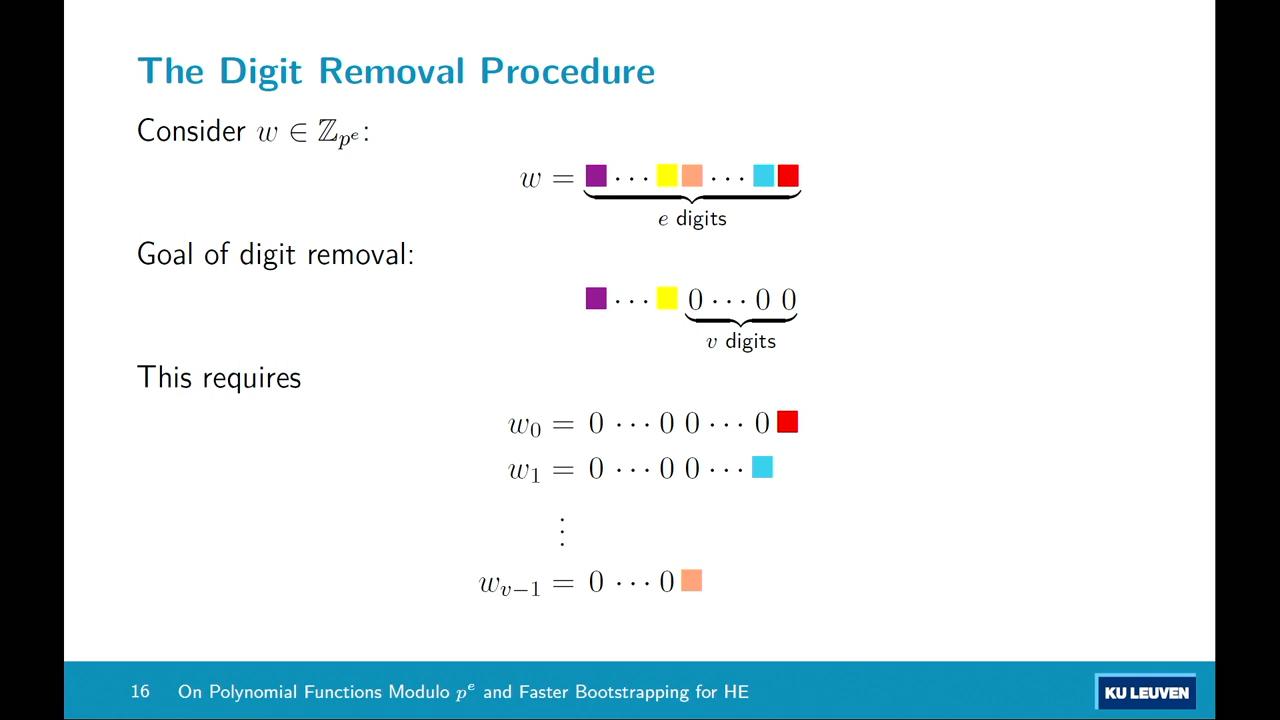 The Digit Removal Procedure
Consider w ∈ ℤ_{p^e}:
w = ··· ···
e digits
Goal of digit removal:
··· 0 ··· 0 0
v digits
This requires
w_0 = 0 ··· 0 0 ··· 0
w_1 = 0 ··· 0 0 ···
⋮
w_{v−1} = 0 ··· 0
16 On Polynomial Functions Modulo p^e and Faster Bootstrapping for HE
KU LEUVEN